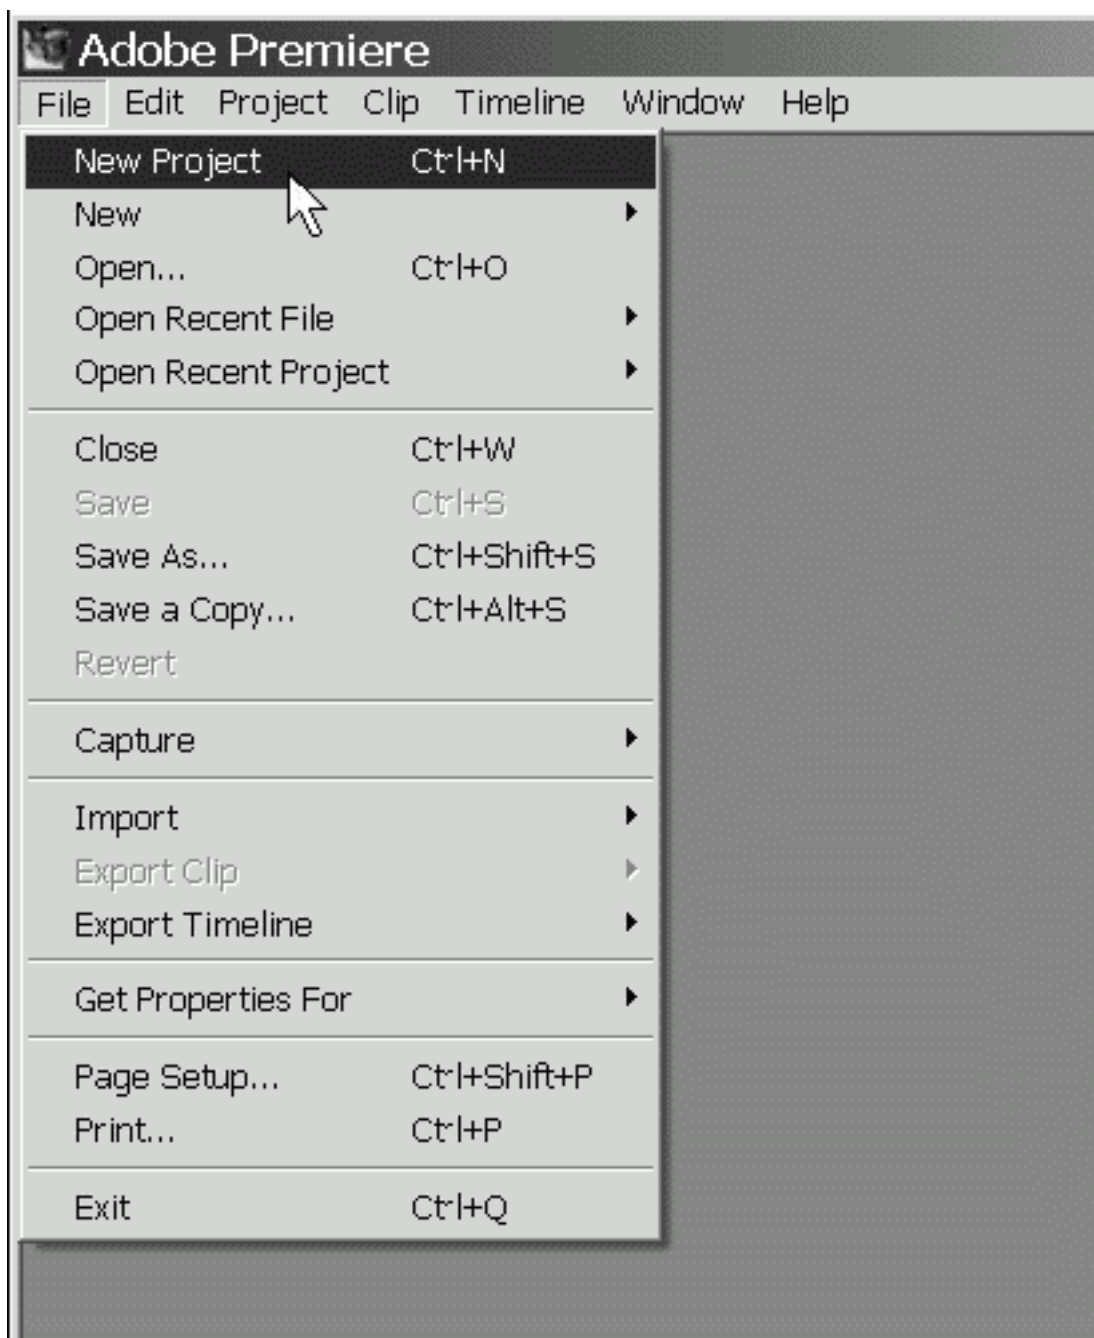 Adobe Premiere
File Edit Project Clip Timeline Window Help
New Project Ctrl+N
New
Open... Ctrl+O
Open Recent File
Open Recent Project
Close Ctrl+W
Save Ctrl+S
Save As... Ctrl+Shift+S
Save a Copy... Ctrl+Alt+S
Revert
Capture
Import
Export Clip
Export Timeline
Get Properties For
Page Setup... Ctrl+Shift+P
Print... Ctrl+P
Exit Ctrl+Q